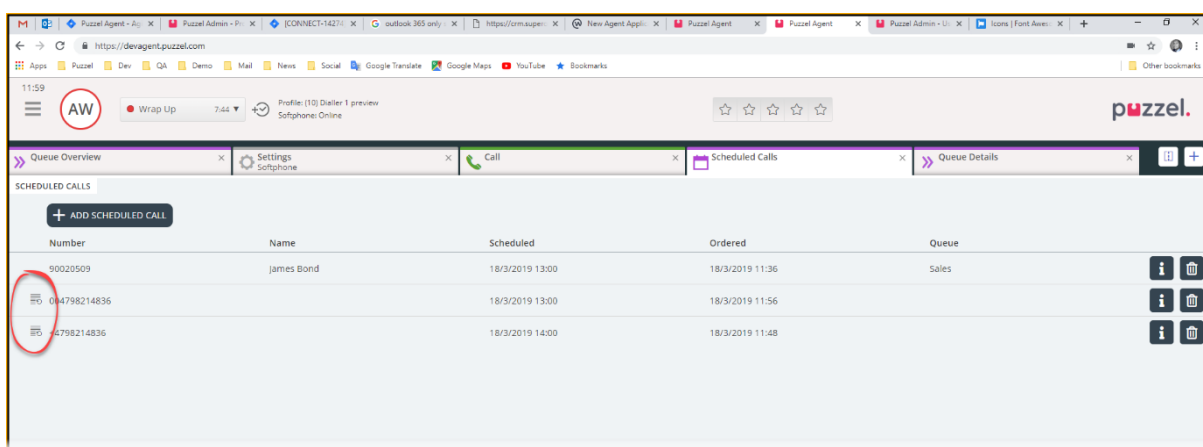 Puzzel Agent - Ag
Puzzel Admin - Pr
[CONNECT-1427
outlook 365 only
https://crm.super
New Agent Applic
Puzzel Agent
Puzzel Agent
Puzzel Admin - Us
Icons | Font Awes
https://devagent.puzzel.com
Apps Puzzel Dev QA Demo Mail News Social Google Translate Google Maps YouTube Bookmarks Other bookmarks
11:59
AW
Wrap Up 7:44
Profile: (10) Dialler 1 preview
Softphone: Online
puzzel.
Queue Overview
Settings
Softphone
Call
Scheduled Calls
Queue Details
SCHEDULED CALLS
+ ADD SCHEDULED CALL
Number Name Scheduled Ordered Queue
90020509 James Bond 18/3/2019 13:00 18/3/2019 11:36 Sales
004798214836 18/3/2019 13:00 18/3/2019 11:56
+4798214836 18/3/2019 14:00 18/3/2019 11:48